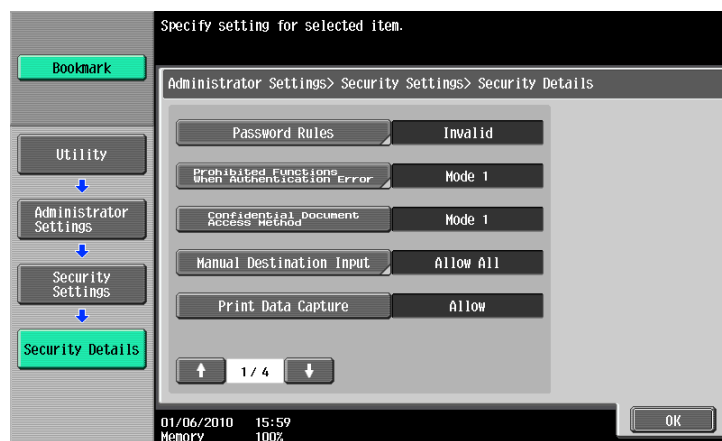 Specify setting for selected item.
Bookmark
Administrator Settings> Security Settings> Security Details
Password Rules
Invalid
Utility
Prohibited Functions
When Authentication Error
Mode 1
Administrator
Settings
Confidential Document
Access Method
Mode 1
Manual Destination Input
Allow All
Security
Settings
Print Data Capture
Allow
Security Details
1/ 4
OK
01/06/2010 15:59
Memory 100%